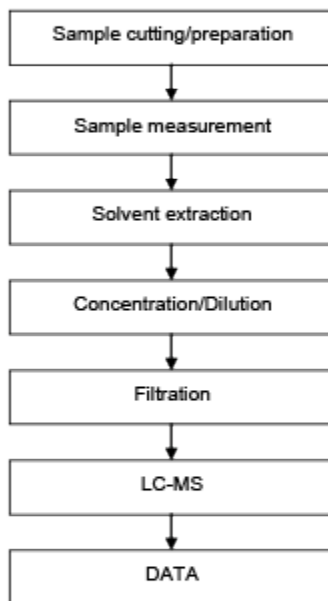 Sample cutting/preparation
Sample measurement
Solvent extraction
Concentration/Dilution
Filtration
LC-MS
DATA